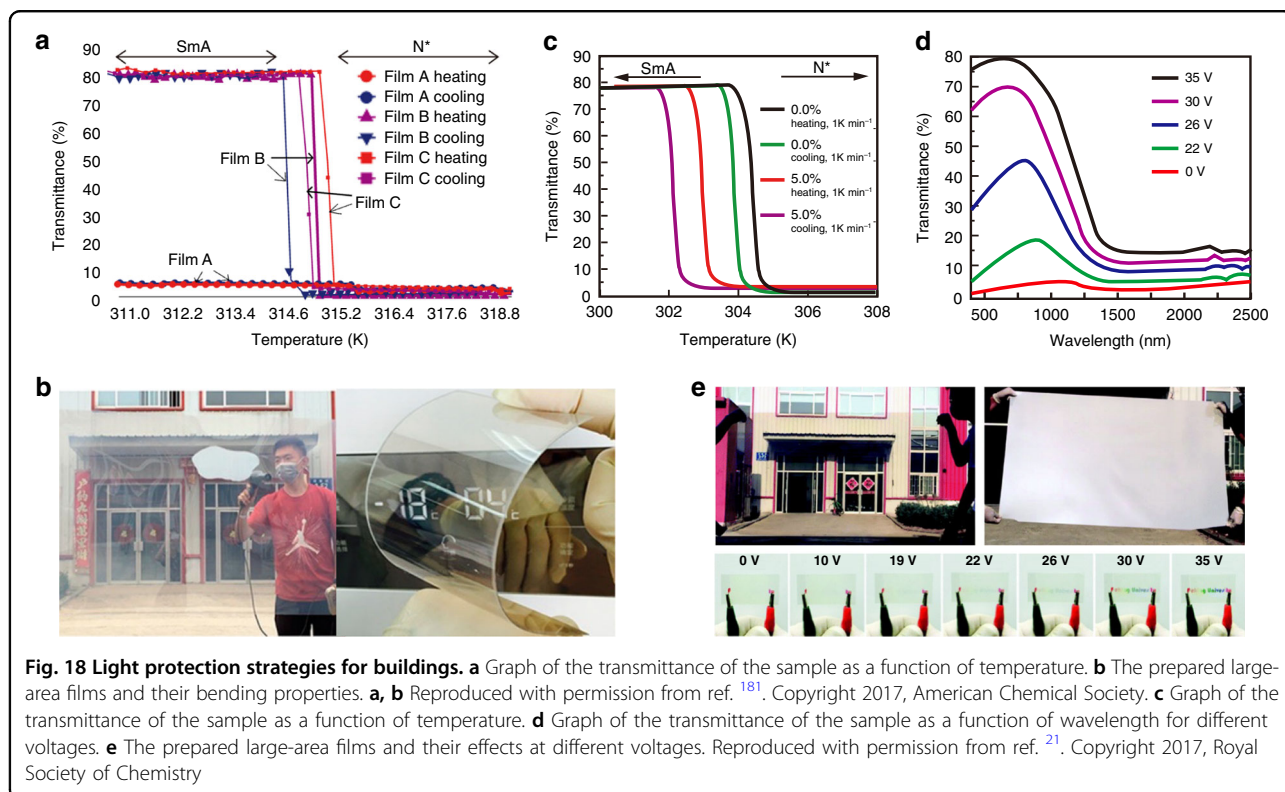 a
SmA
N*
Transmittance (%)
90
80
70
60
50
40
30
20
10
0
Film A heating
Film A cooling
Film B heating
Film B cooling
Film C heating
Film C cooling
Film B
Film C
Film A
311.0 312.2 313.4 314.6 315.2 316.4 317.6 318.8
Temperature (K)
c
SmA
N*
Transmittance (%)
100
90
80
70
60
50
40
30
20
10
0
0.0%
heating, 1K min⁻¹
0.0%
cooling, 1K min⁻¹
5.0%
heating, 1K min⁻¹
5.0%
cooling, 1K min⁻¹
300 302 304 306 308
Temperature (K)
d
Transmittance (%)
80
70
60
50
40
30
20
10
0
35 V
30 V
26 V
22 V
0 V
500 1000 1500 2000 2500
Wavelength (nm)
b
-18 c 04 c
e
0 V 10 V 19 V 22 V 26 V 30 V 35 V
Fig. 18 Light protection strategies for buildings. a Graph of the transmittance of the sample as a function of temperature. b The prepared large-
area films and their bending properties. a, b Reproduced with permission from ref. 181. Copyright 2017, American Chemical Society. c Graph of the
transmittance of the sample as a function of temperature. d Graph of the transmittance of the sample as a function of wavelength for different
voltages. e The prepared large-area films and their effects at different voltages. Reproduced with permission from ref. 21. Copyright 2017, Royal
Society of Chemistry